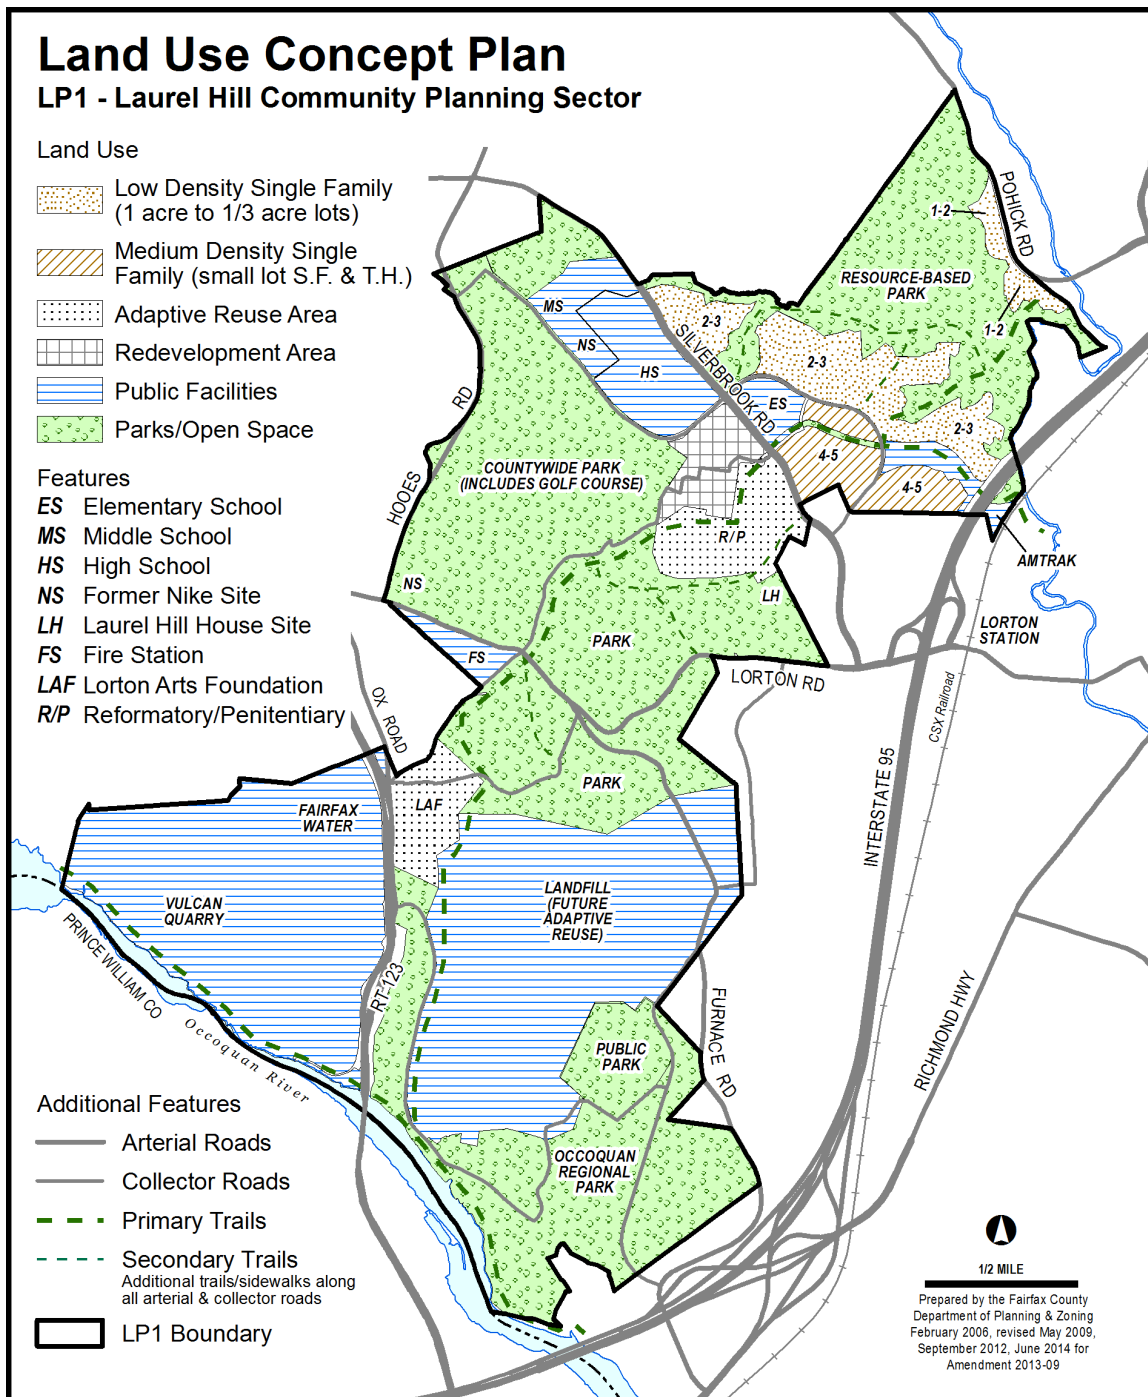 Land Use Concept Plan
LP1 - Laurel Hill Community Planning Sector
Land Use
Low Density Single Family
(1 acre to 1/3 acre lots)
Medium Density Single
Family (small lot S.F. & T.H.)
Adaptive Reuse Area
Redevelopment Area
Public Facilities
Parks/Open Space
Features
ES Elementary School
MS Middle School
HS High School
NS Former Nike Site
LH Laurel Hill House Site
FS Fire Station
LAF Lorton Arts Foundation
R/P Reformatory/Penitentiary
POHICK RD
1-2
RESOURCE-BASED
PARK
1-2
MS
NS
HS
2-3
SILVERBROOK RD
2-3
ES
2-3
4-5
4-5
HOOES RD
COUNTYWIDE PARK
(INCLUDES GOLF COURSE)
R/P
AMTRAK
NS
LH
LORTON
STATION
PARK
FS
LORTON RD
CSX Railroad
OX ROAD
INTERSTATE 95
PARK
LAF
FAIRFAX
WATER
VULCAN
QUARRY
LANDFILL
(FUTURE
ADAPTIVE
REUSE)
PRINCE WILLIAM CO
RT-123
Occoquan River
FURNACE RD
RICHMOND HWY
PUBLIC
PARK
OCCOQUAN
REGIONAL
PARK
Additional Features
Arterial Roads
Collector Roads
Primary Trails
Secondary Trails
Additional trails/sidewalks along
all arterial & collector roads
LP1 Boundary
1/2 MILE
Prepared by the Fairfax County
Department of Planning & Zoning
February 2006, revised May 2009,
September 2012, June 2014 for
Amendment 2013-09